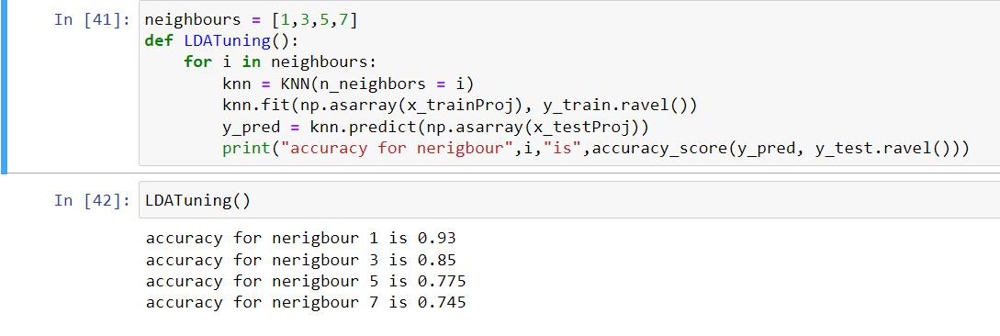 In [41]: neighbours = [1,3,5,7]
def LDATuning():
    for i in neighbours:
        knn = KNN(n_neighbors = i)
        knn.fit(np.asarray(x_trainProj), y_train.ravel())
        y_pred = knn.predict(np.asarray(x_testProj))
        print("accuracy for nerigbour",i,"is",accuracy_score(y_pred, y_test.ravel()))
In [42]: LDATuning()
accuracy for nerigbour 1 is 0.93
accuracy for nerigbour 3 is 0.85
accuracy for nerigbour 5 is 0.775
accuracy for nerigbour 7 is 0.745